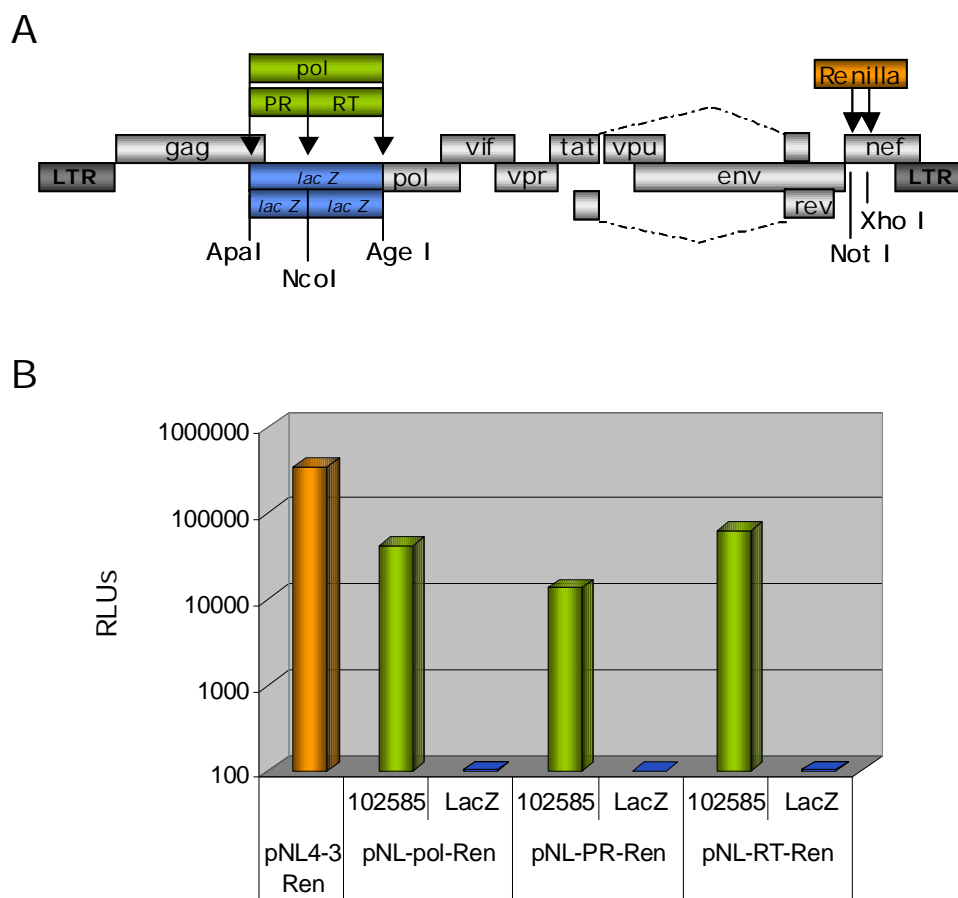 A
pol
PR RT
Renilla
gag
vif
tat
vpu
nef
LTR
lac Z
pol
vpr
env
LTR
lac Z lac Z
rev
ApaI
NcoI
Age I
Not I
Xho I
B
RLUs
1000000
100000
10000
1000
100
102585 LacZ 102585 LacZ 102585 LacZ
pNL4-3 Ren
pNL-pol-Ren
pNL-PR-Ren
pNL-RT-Ren